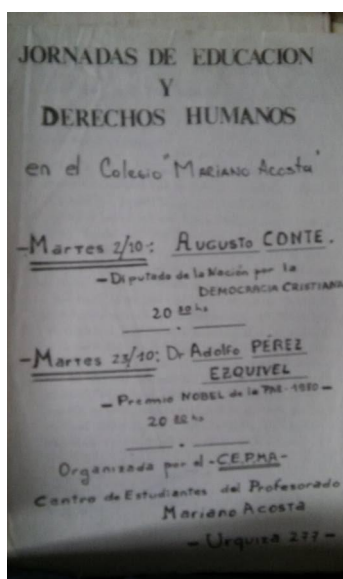 JORNADAS DE EDUCACION
Y
DERECHOS HUMANOS
en el Colegio "Mariano Acosta"
-Martes 2/10: Augusto CONTE.
- Diputado de la Nación por la
DEMOCRACIA CRISTIANA
20 hs
-Martes 23/10: Dr Adolfo PÉREZ
EZQUIVEL
- Premio NOBEL de la PAZ-1980-
20 hs
Organizada por el -C.E.P.M.A-
Centro de Estudiantes del Profesorado
Mariano Acosta
- Urquiza 277 -